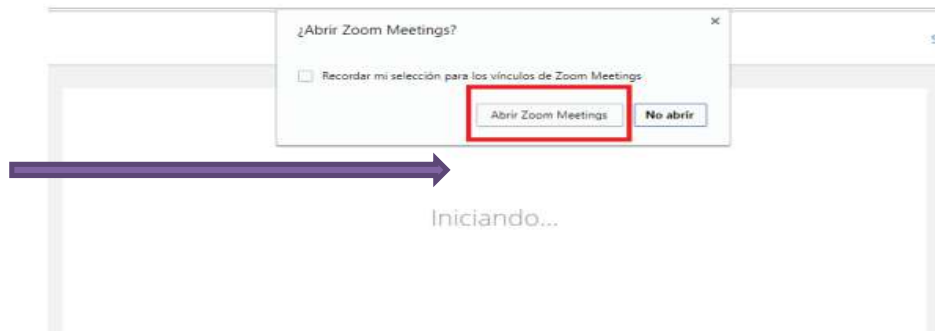 ¿Abrir Zoom Meetings?
×
Recordar mi selección para los vínculos de Zoom Meetings
Abrir Zoom Meetings No abrir
Iniciando...